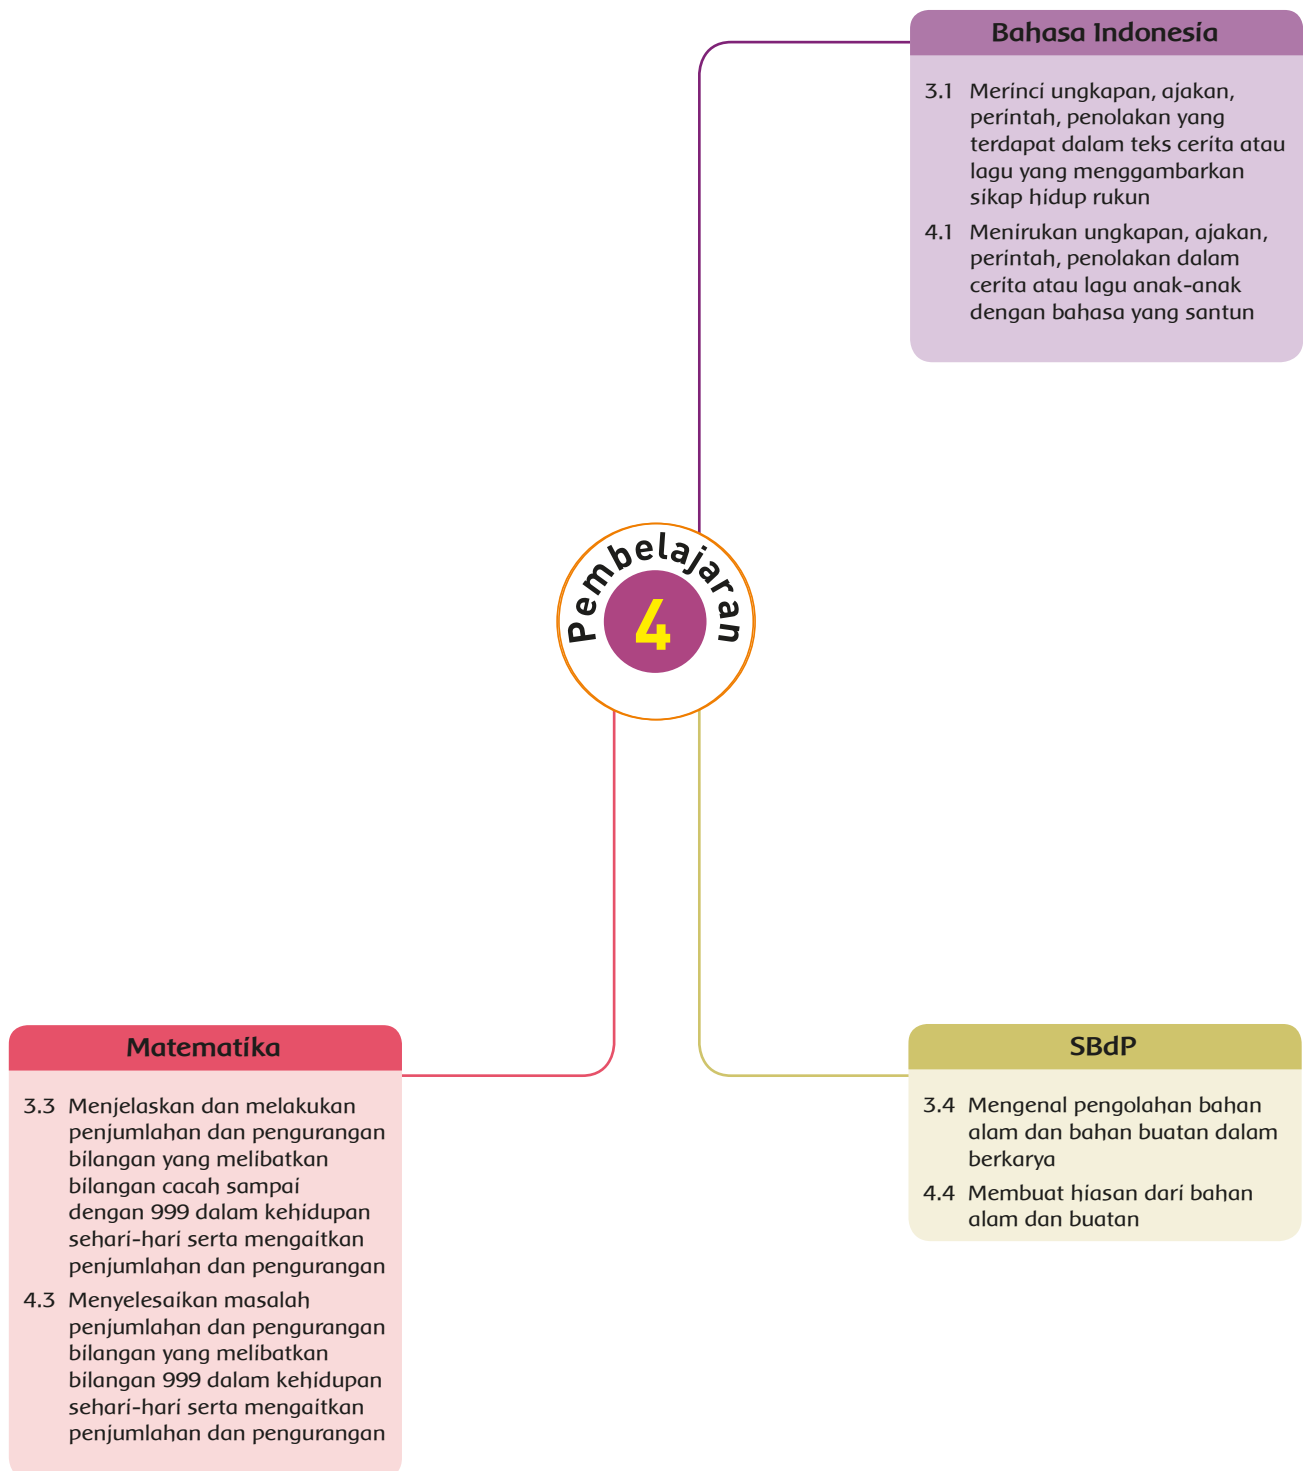 Bahasa Indonesia
3.1 Merinci ungkapan, ajakan,
perintah, penolakan yang
terdapat dalam teks cerita atau
lagu yang menggambarkan
sikap hidup rukun
4.1 Menirukan ungkapan, ajakan,
perintah, penolakan dalam
cerita atau lagu anak-anak
dengan bahasa yang santun
Pembelajaran
4
Matematika
3.3 Menjelaskan dan melakukan
penjumlahan dan pengurangan
bilangan yang melibatkan
bilangan cacah sampai
dengan 999 dalam kehidupan
sehari-hari serta mengaitkan
penjumlahan dan pengurangan
4.3 Menyelesaikan masalah
penjumlahan dan pengurangan
bilangan yang melibatkan
bilangan 999 dalam kehidupan
sehari-hari serta mengaitkan
penjumlahan dan pengurangan
SBdP
3.4 Mengenal pengolahan bahan
alam dan bahan buatan dalam
berkarya
4.4 Membuat hiasan dari bahan
alam dan buatan